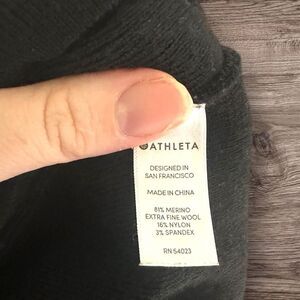 ATHLETA
DESIGNED IN
SAN FRANCISCO
MADE IN CHINA
81% MERINO
EXTRA FINE WOOL
16% NYLON
3% SPANDEX
RN 54023